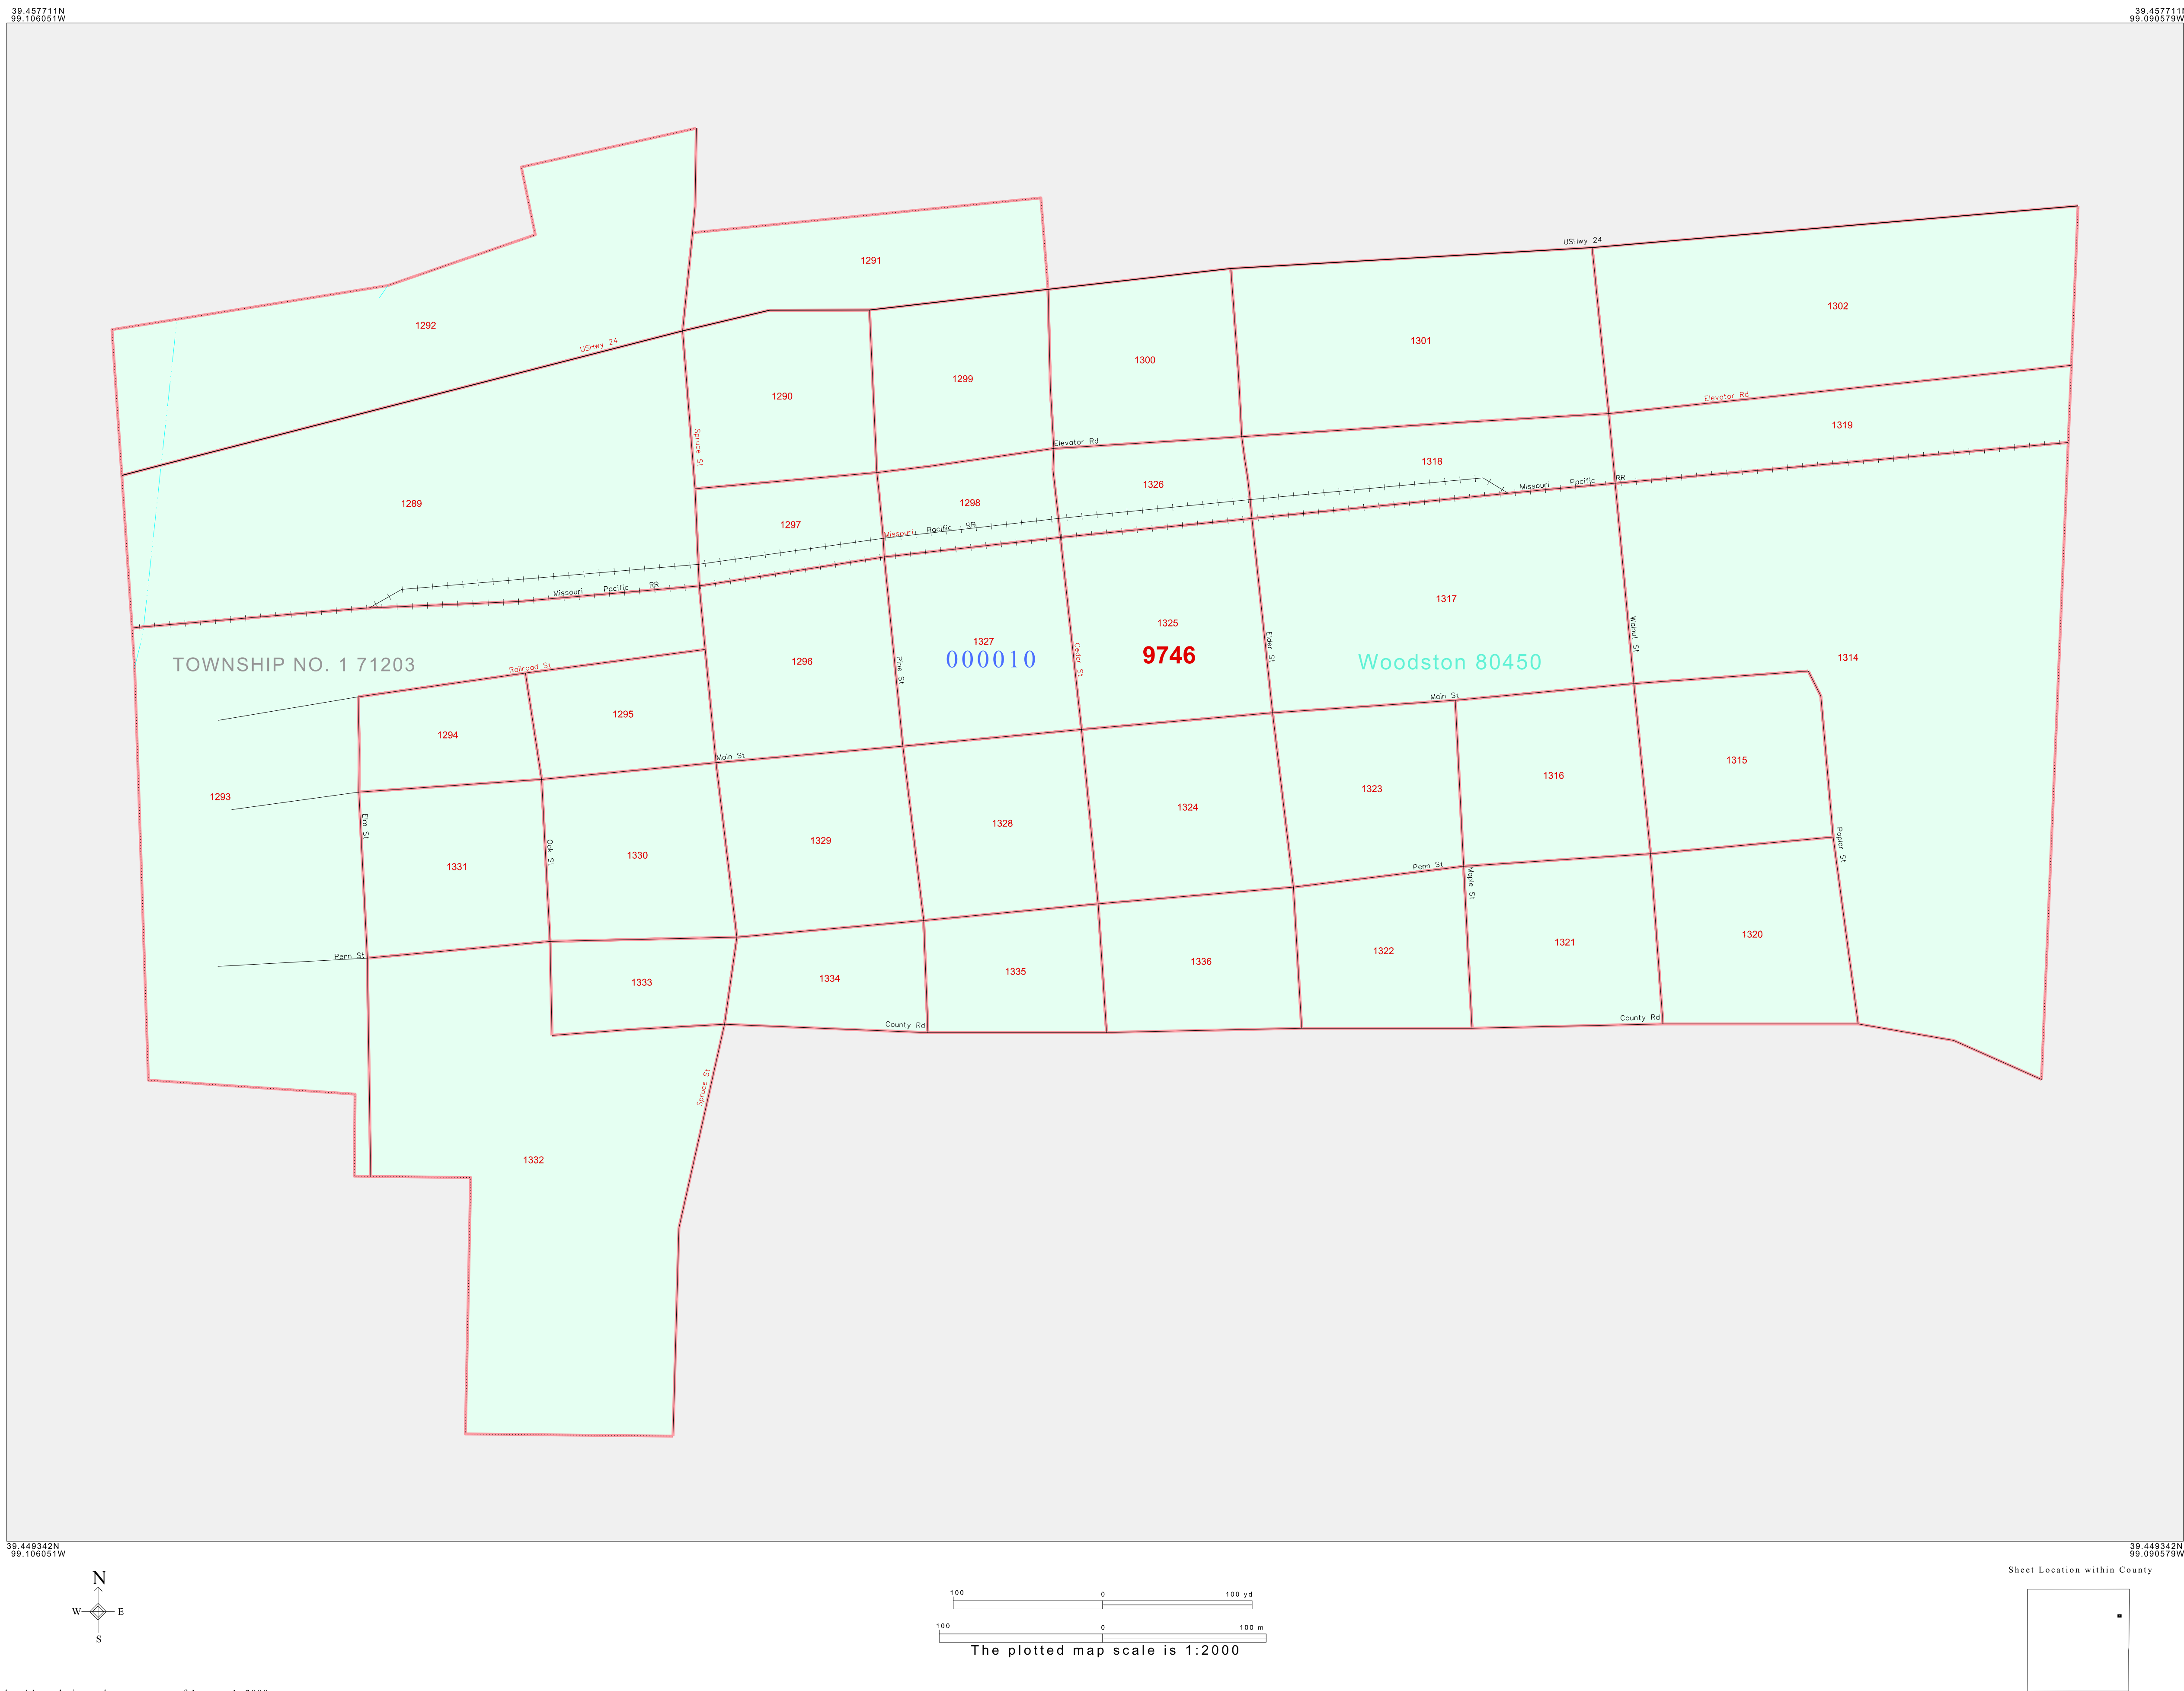 39.457711N
99.106051W
39.457711N
99.090579W
USHwy 24
1291
1302
1292
USHwy 24
1301
1300
1299
1290
Elevator Rd
1319
Spruce St
Elevator Rd
1318
1326
1289
1298
1297
Missouri Pacific RR
Missouri Pacific RR
Missouri Pacific RR
1317
1325
1327
9746
000010
Woodston 80450
1314
1296
TOWNSHIP NO. 1 71203
Railroad St
Pine St
Cedar St
Elder St
Walnut St
Main St
1295
1294
Main St
1315
1316
1323
1293
1324
Elm St
1328
1329
Oak St
1330
1331
Penn St
Poplar St
Maple St
1320
1321
1322
Penn St
1336
1335
1334
1333
County Rd
County Rd
Spruce St
1332
39.449342N
99.106051W
39.449342N
99.090579W
N
W E
S
100 0 100 yd
100 0 100 m
The plotted map scale is 1:2000
Sheet Location within County